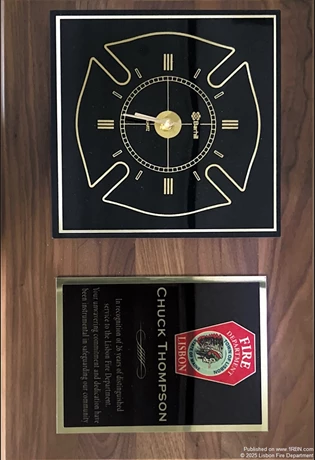 FIRE
DEPARTMENT
LISBON
CHUCK THOMPSON
In recognition of 26 years of distinguished
service to the Lisbon Fire Department.
Your unwavering commitment and dedication have
been instrumental in safeguarding our community
Published on www.1RBN.com
© 2025 Lisbon Fire Department